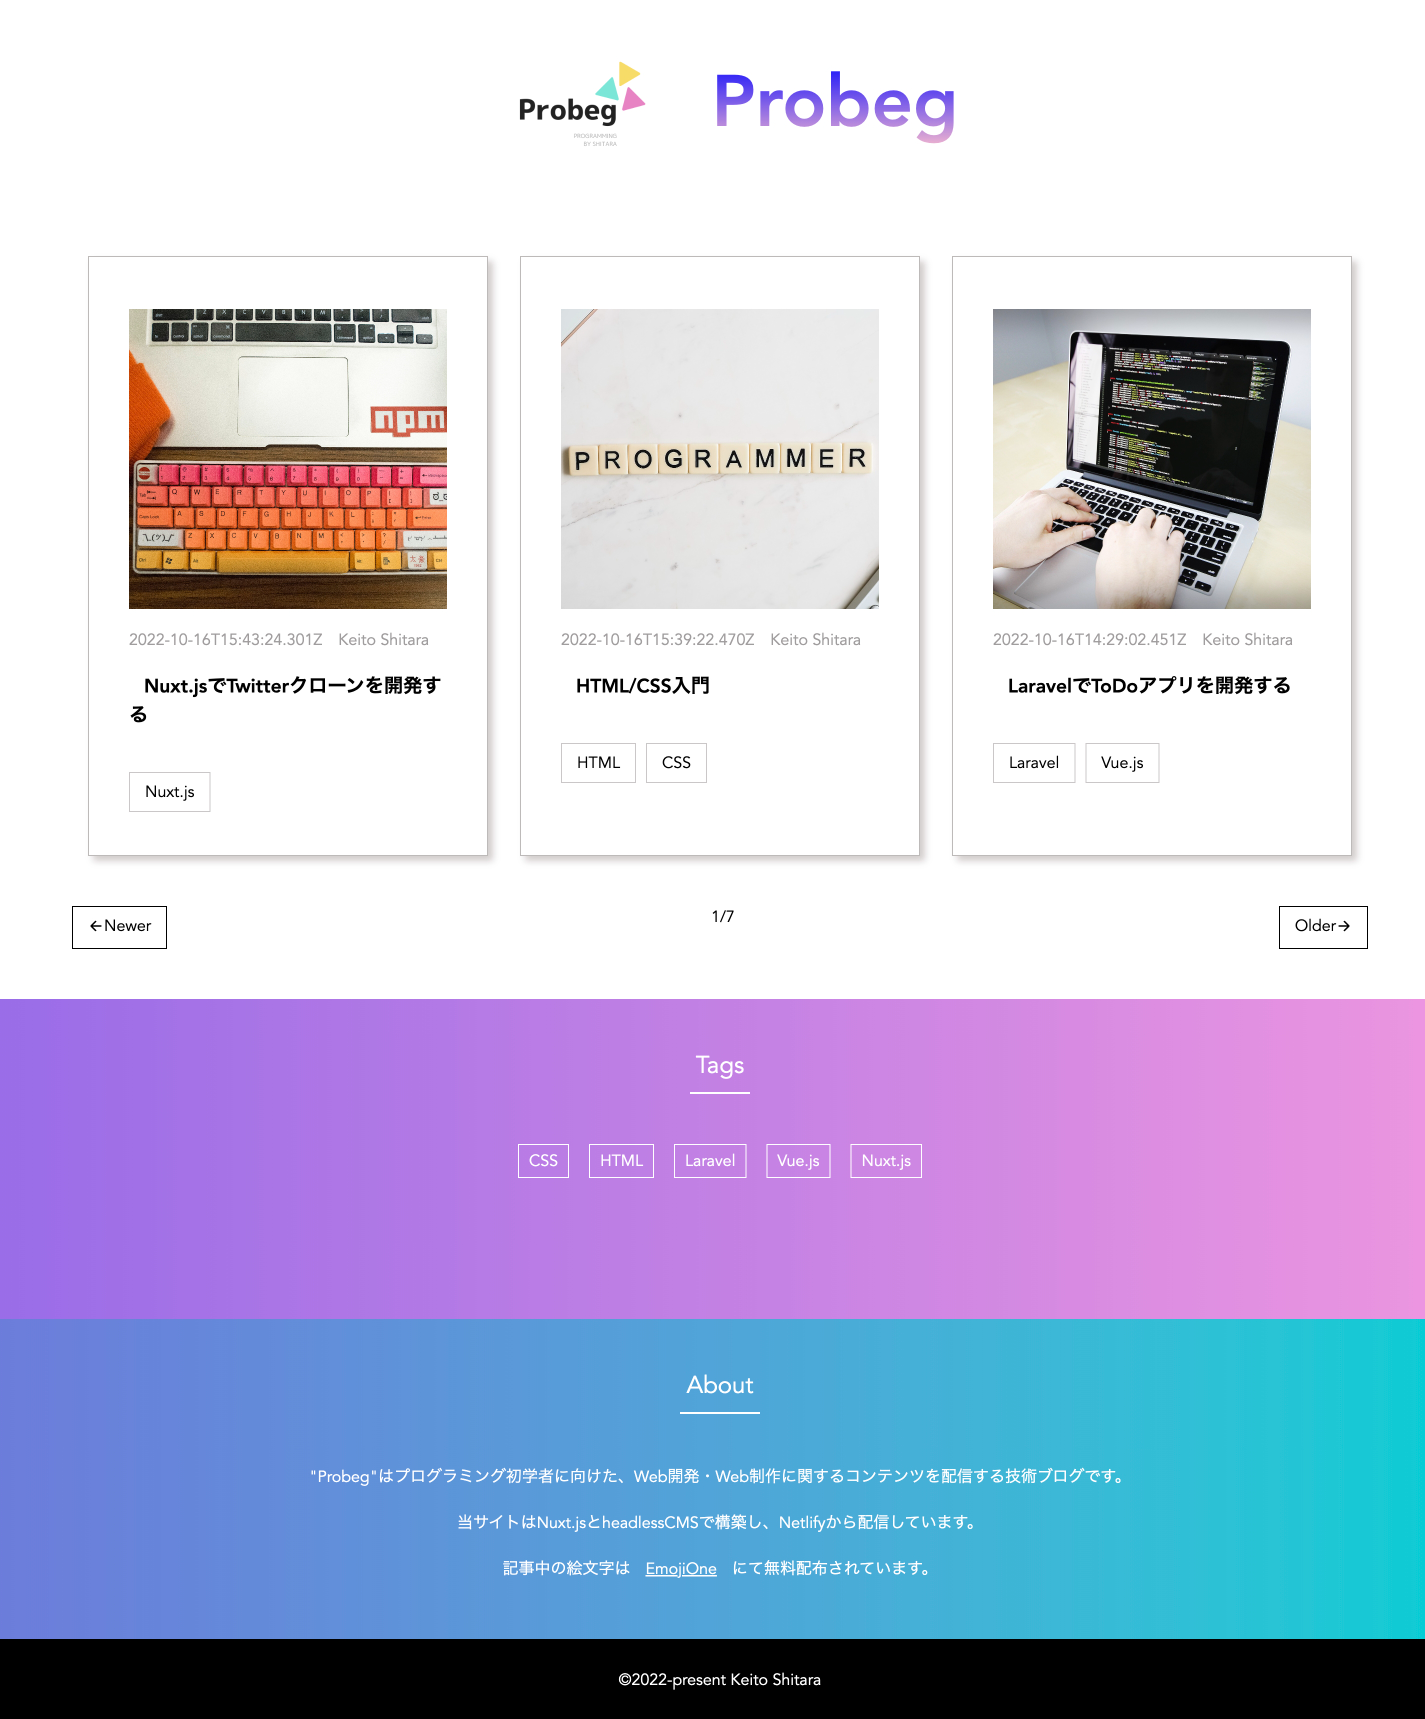 Probeg
PROGRAMMING
BY SHITARA
Probeg
npm
PROGRAMMER
2022-10-16T15:43:24.301Z Keito Shitara
Nuxt.jsでTwitterクローンを開発す
る
Nuxt.js
2022-10-16T15:39:22.470Z Keito Shitara
HTML/CSS入門
HTML CSS
2022-10-16T14:29:02.451Z Keito Shitara
LaravelでToDoアプリを開発する
Laravel Vue.js
←Newer
1/7
Older→
Tags
CSS HTML Laravel Vue.js Nuxt.js
About
"Probeg"はプログラミング初学者に向けた、Web開発・Web制作に関するコンテンツを配信する技術ブログです。
当サイトはNuxt.jsとheadlessCMSで構築し、Netlifyから配信しています。
記事中の絵文字は EmojiOne にて無料配布されています。
©2022-present Keito Shitara